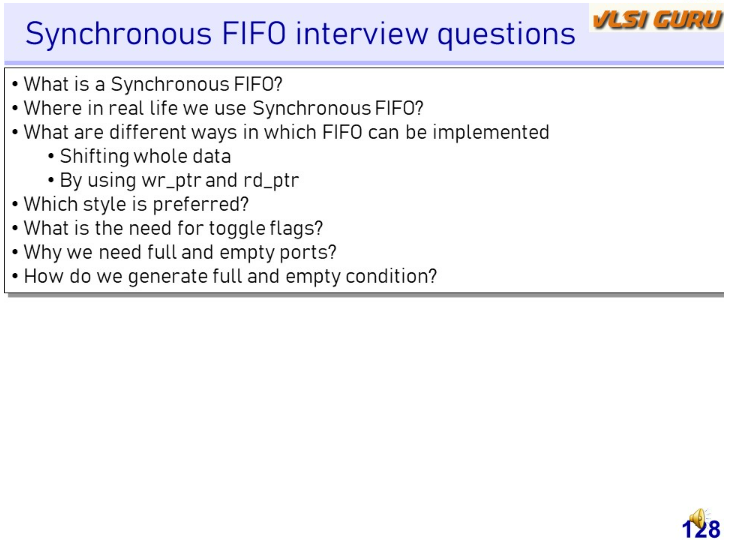 Synchronous FIFO interview questions
VLSI GURU
• What is a Synchronous FIFO?
• Where in real life we use Synchronous FIFO?
• What are different ways in which FIFO can be implemented
• Shifting whole data
• By using wr_ptr and rd_ptr
• Which style is preferred?
• What is the need for toggle flags?
• Why we need full and empty ports?
• How do we generate full and empty condition?
128